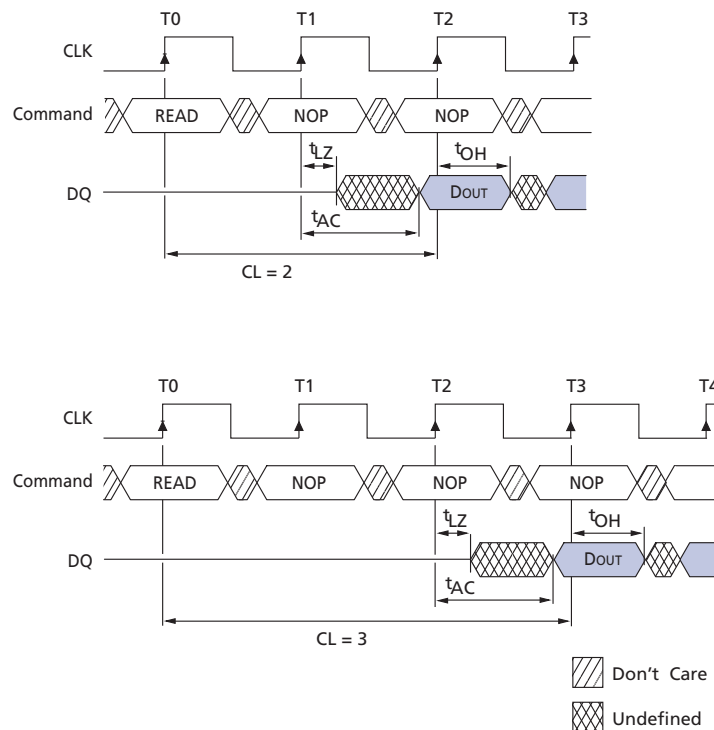 T0 T1 T2 T3
CLK
Command READ NOP NOP
tLZ tOH
DQ DOUT
tAC
CL = 2
T0 T1 T2 T3 T4
CLK
Command READ NOP NOP NOP
tLZ tOH
DQ DOUT
tAC
CL = 3
Don't Care
Undefined